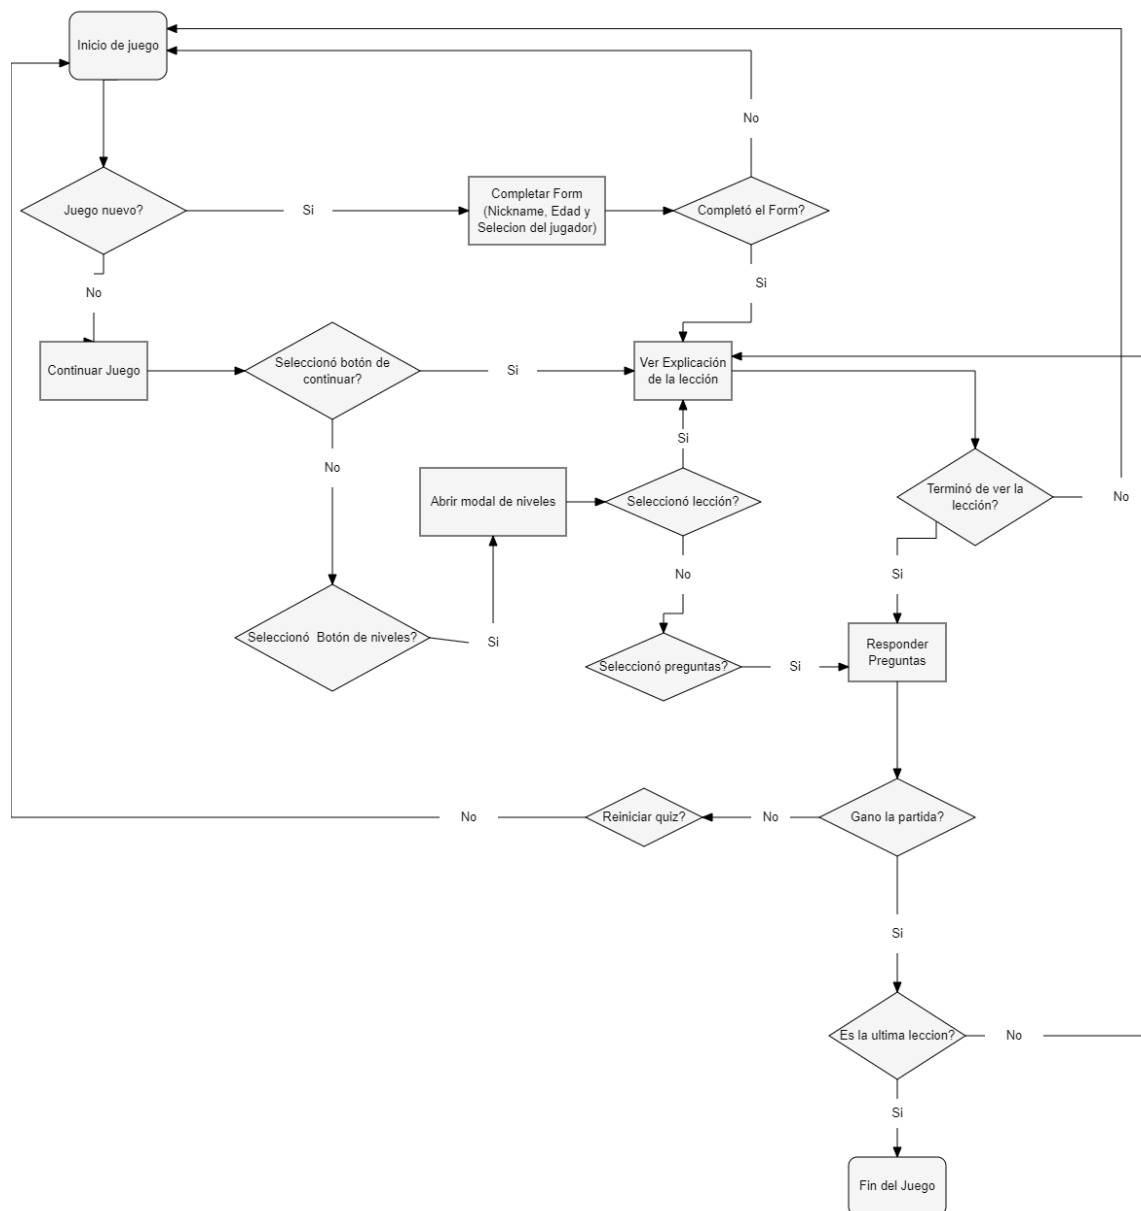 Inicio de juego
No
Juego nuevo?
Si
Completar Form
(Nickname, Edad y
Selecion del jugador)
Completó el Form?
No
Si
Continuar Juego
Seleccionó botón de
continuar?
Si
Ver Explicación
de la lección
Si
No
Abrir modal de niveles
Seleccionó lección?
Terminó de ver la
lección?
No
No
Si
Seleccionó  Botón de niveles?
Si
Seleccionó preguntas?
Si
Responder
Preguntas
No
Reiniciar quiz?
No
Gano la partida?
Si
Es la ultima leccion?
No
Si
Fin del Juego